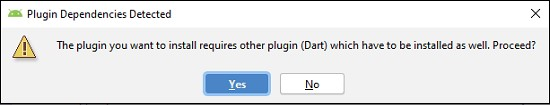 Plugin Dependencies Detected
The plugin you want to install requires other plugin (Dart) which have to be installed as well. Proceed?
Yes
No